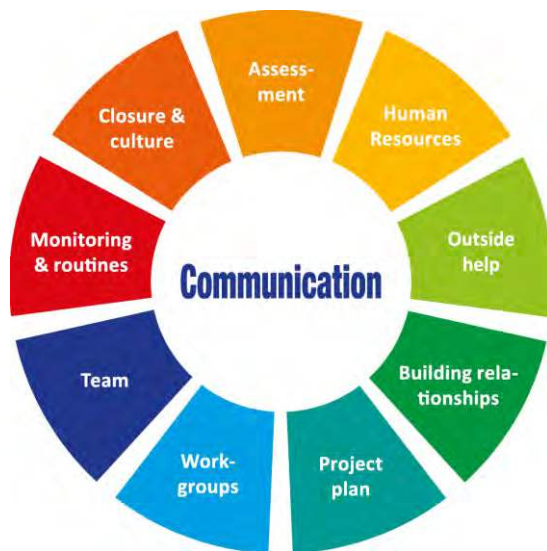 Assess-
ment
Human
Resources
Outside
help
Building rela-
tionships
Project
plan
Work-
groups
Team
Monitoring
& routines
Closure &
culture
Communication